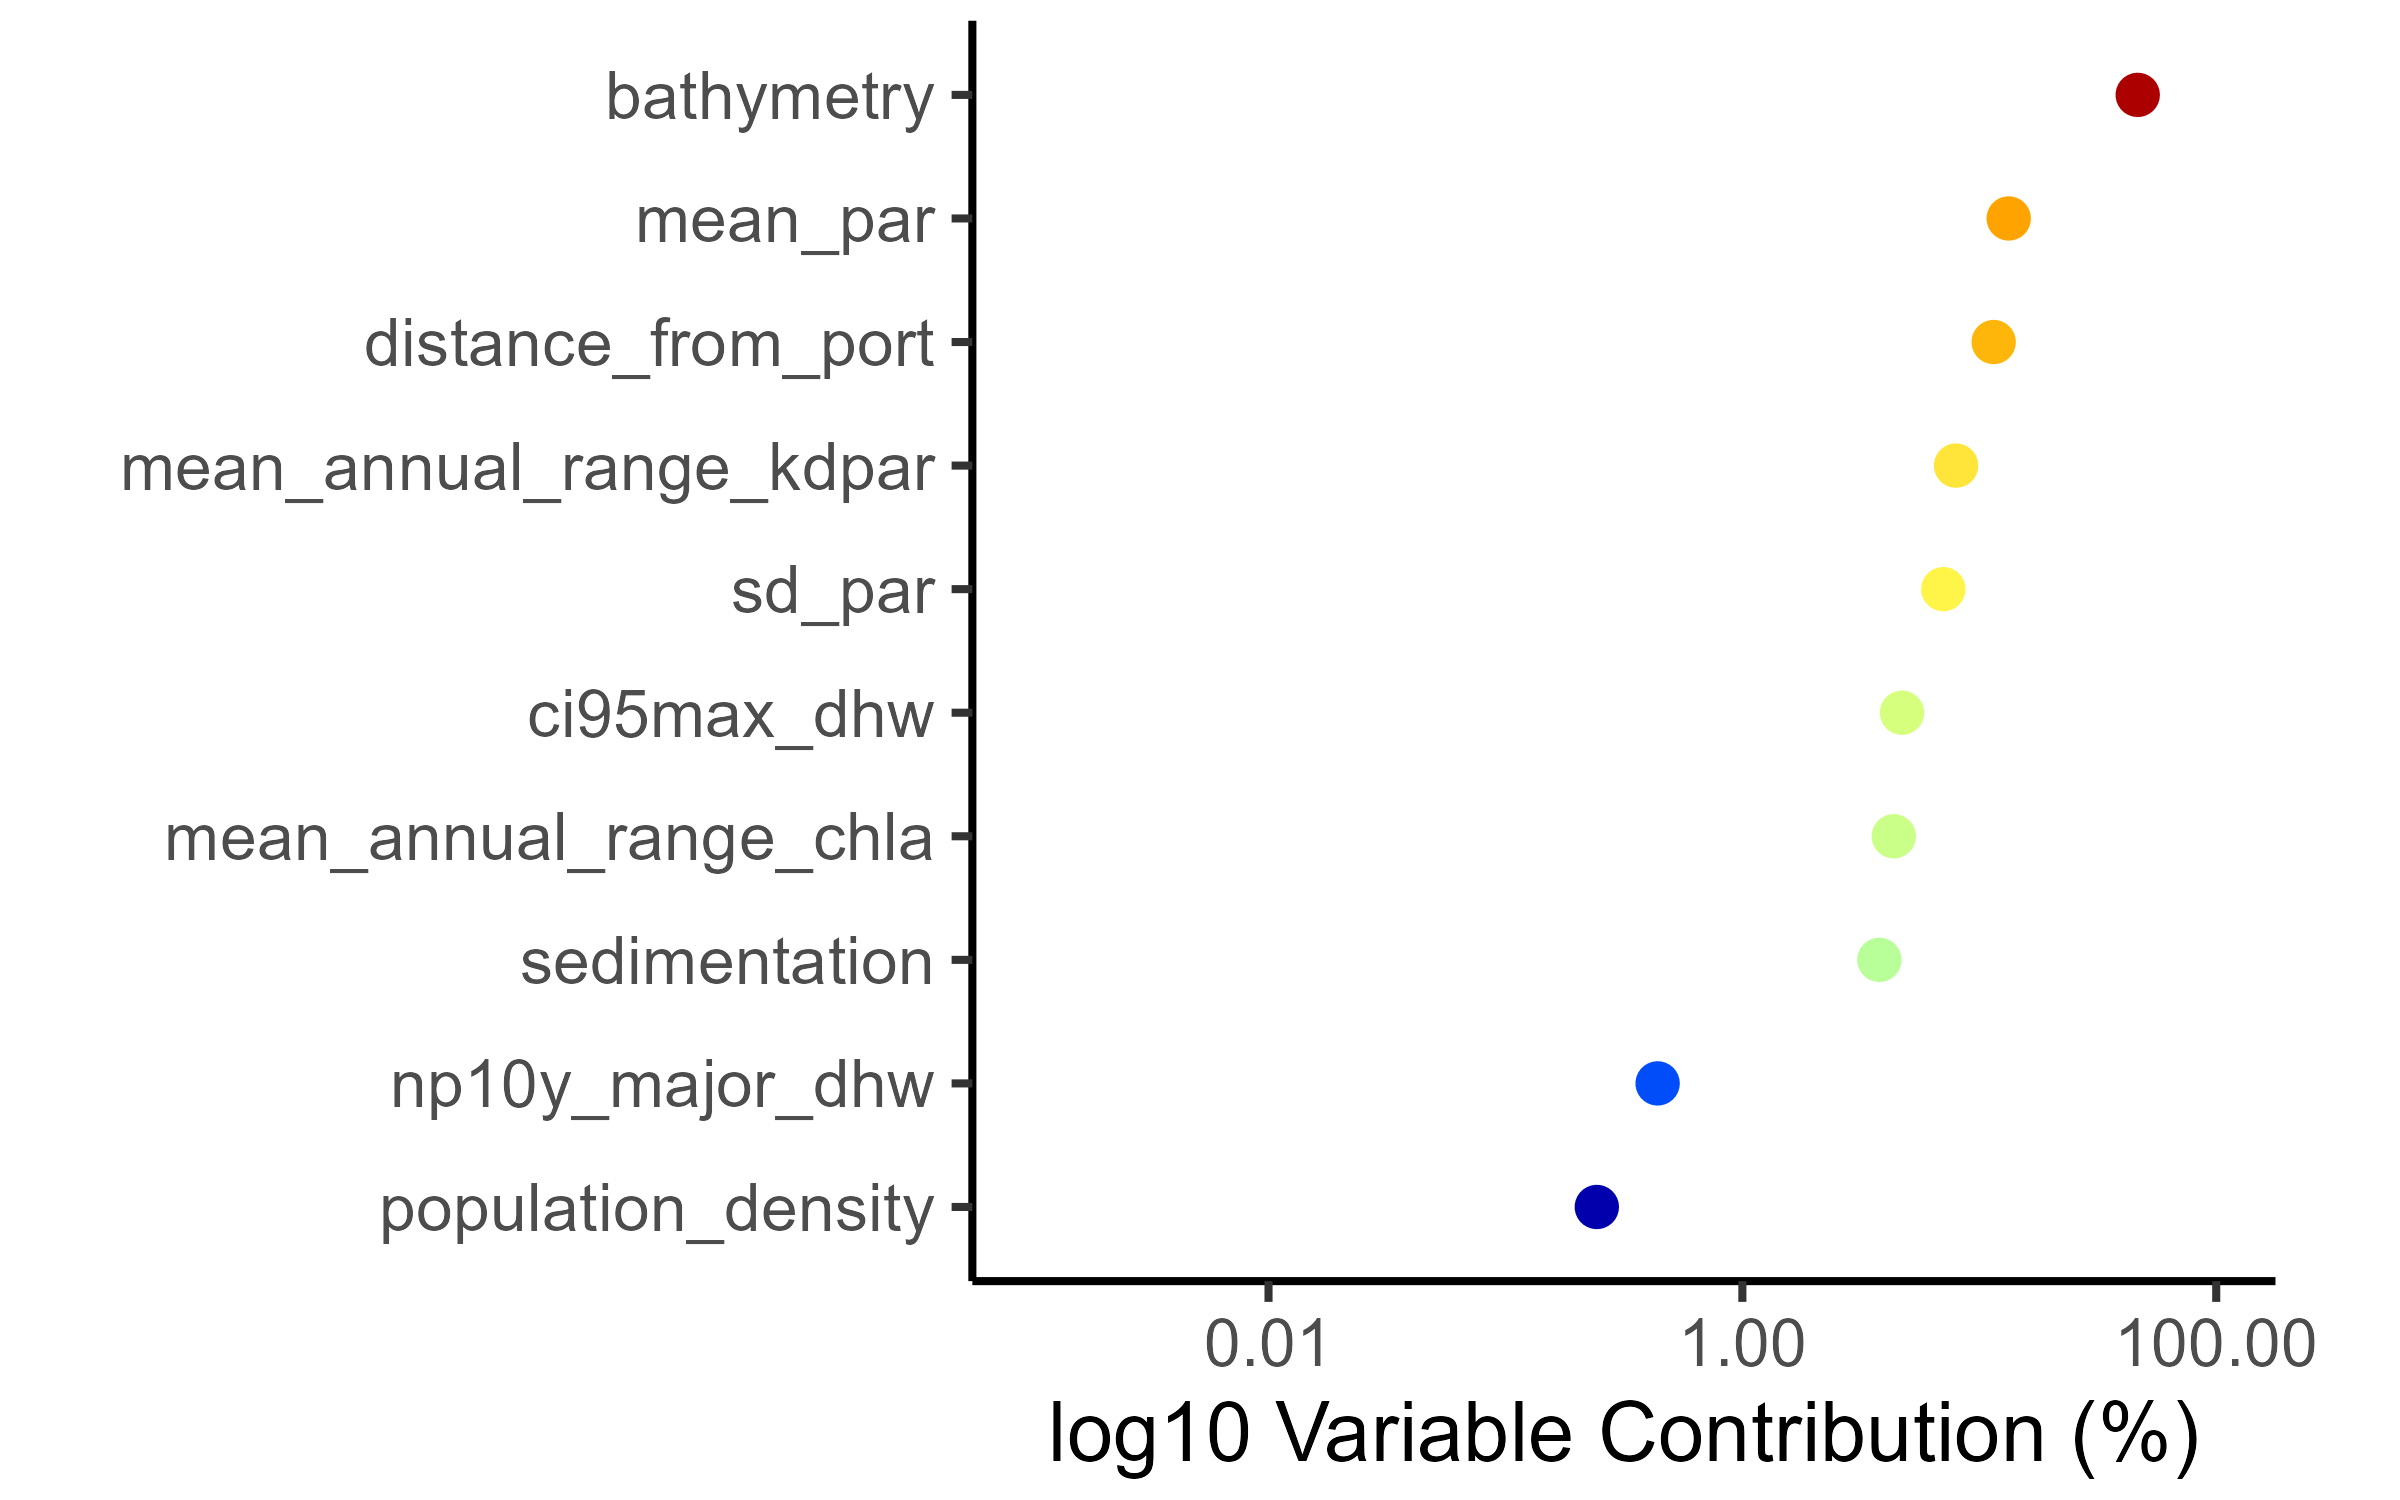 bathymetry
mean_par
distance_from_port
mean_annual_range_kdpar
sd_par
ci95max_dhw
mean_annual_range_chla
sedimentation
np10y_major_dhw
population_density
0.01 1.00 100.00
log10 Variable Contribution (%)